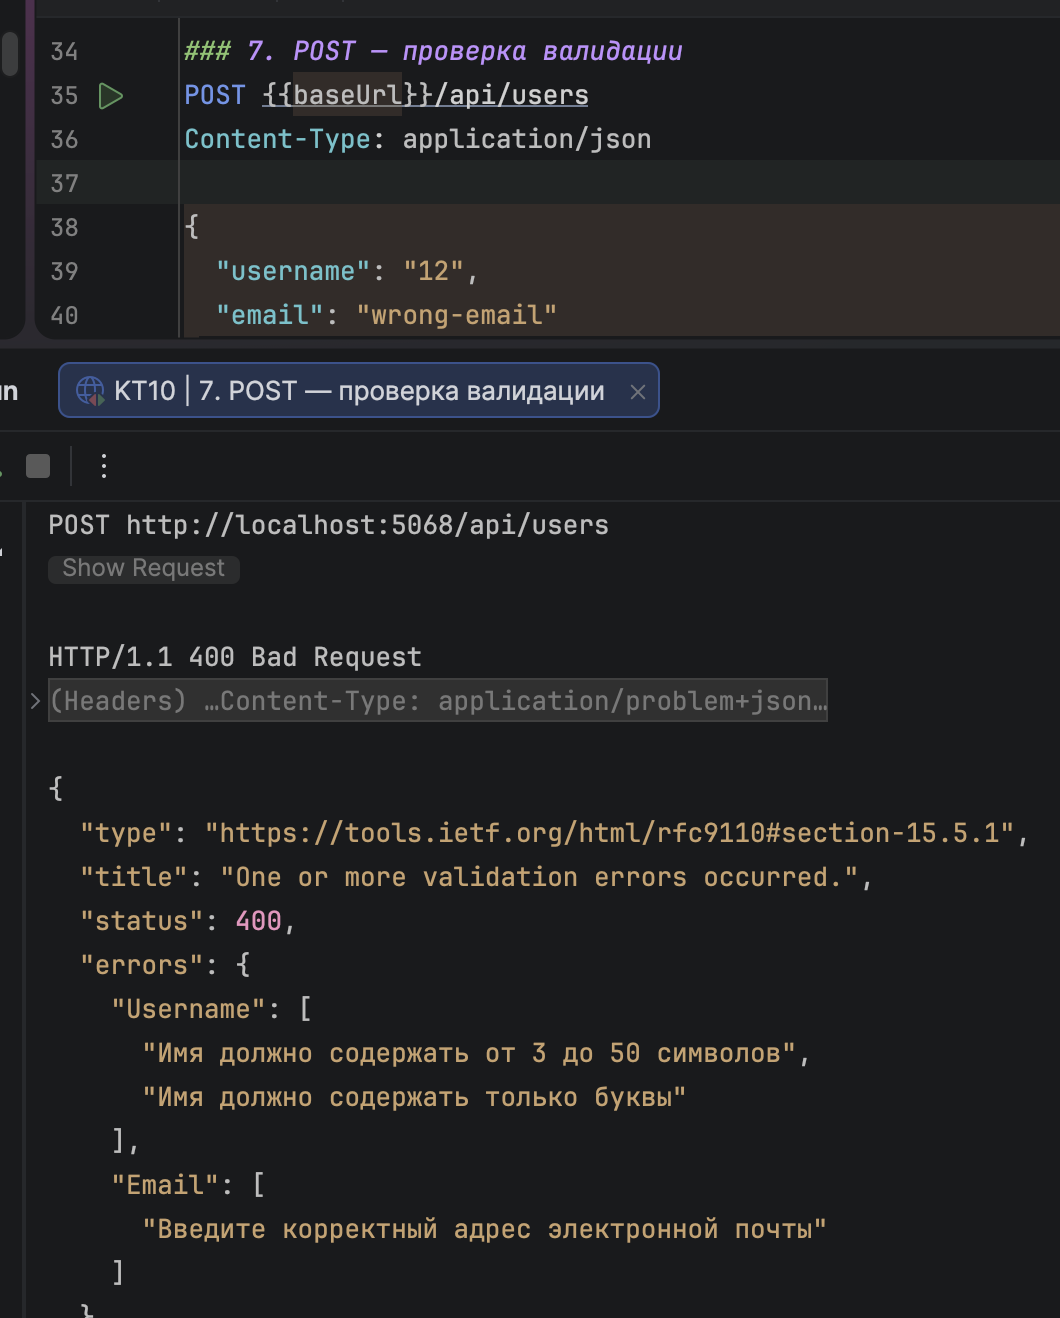 34 ### 7. POST — проверка валидации
35 POST {{baseUrl}}/api/users
36 Content-Type: application/json
37
38 {
39 "username": "12",
40 "email": "wrong-email"
KT10 | 7. POST — проверка валидации ×
POST http://localhost:5068/api/users
Show Request
HTTP/1.1 400 Bad Request
(Headers) …Content-Type: application/problem+json…
{
"type": "https://tools.ietf.org/html/rfc9110#section-15.5.1",
"title": "One or more validation errors occurred.",
"status": 400,
"errors": {
"Username": [
"Имя должно содержать от 3 до 50 символов",
"Имя должно содержать только буквы"
],
"Email": [
"Введите корректный адрес электронной почты"
]
}